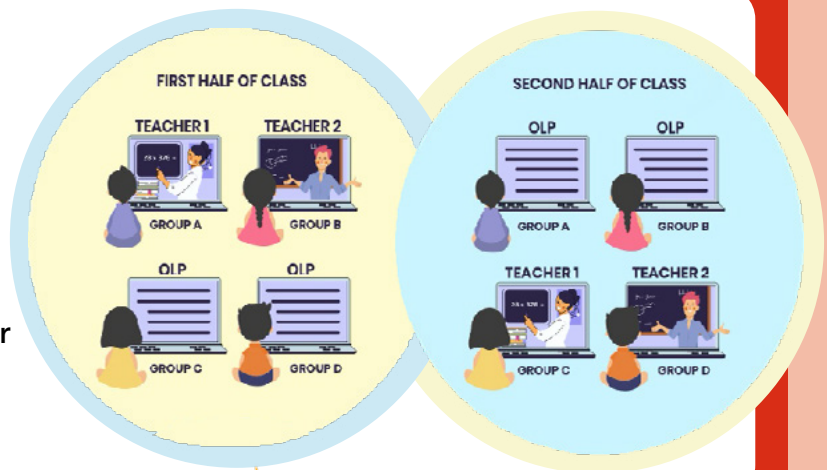 FIRST HALF OF CLASS
TEACHER 1 TEACHER 2
GROUP A GROUP B
OLP OLP
GROUP C GROUP D
SECOND HALF OF CLASS
OLP OLP
GROUP A GROUP B
TEACHER 1 TEACHER 2
GROUP C GROUP D
r